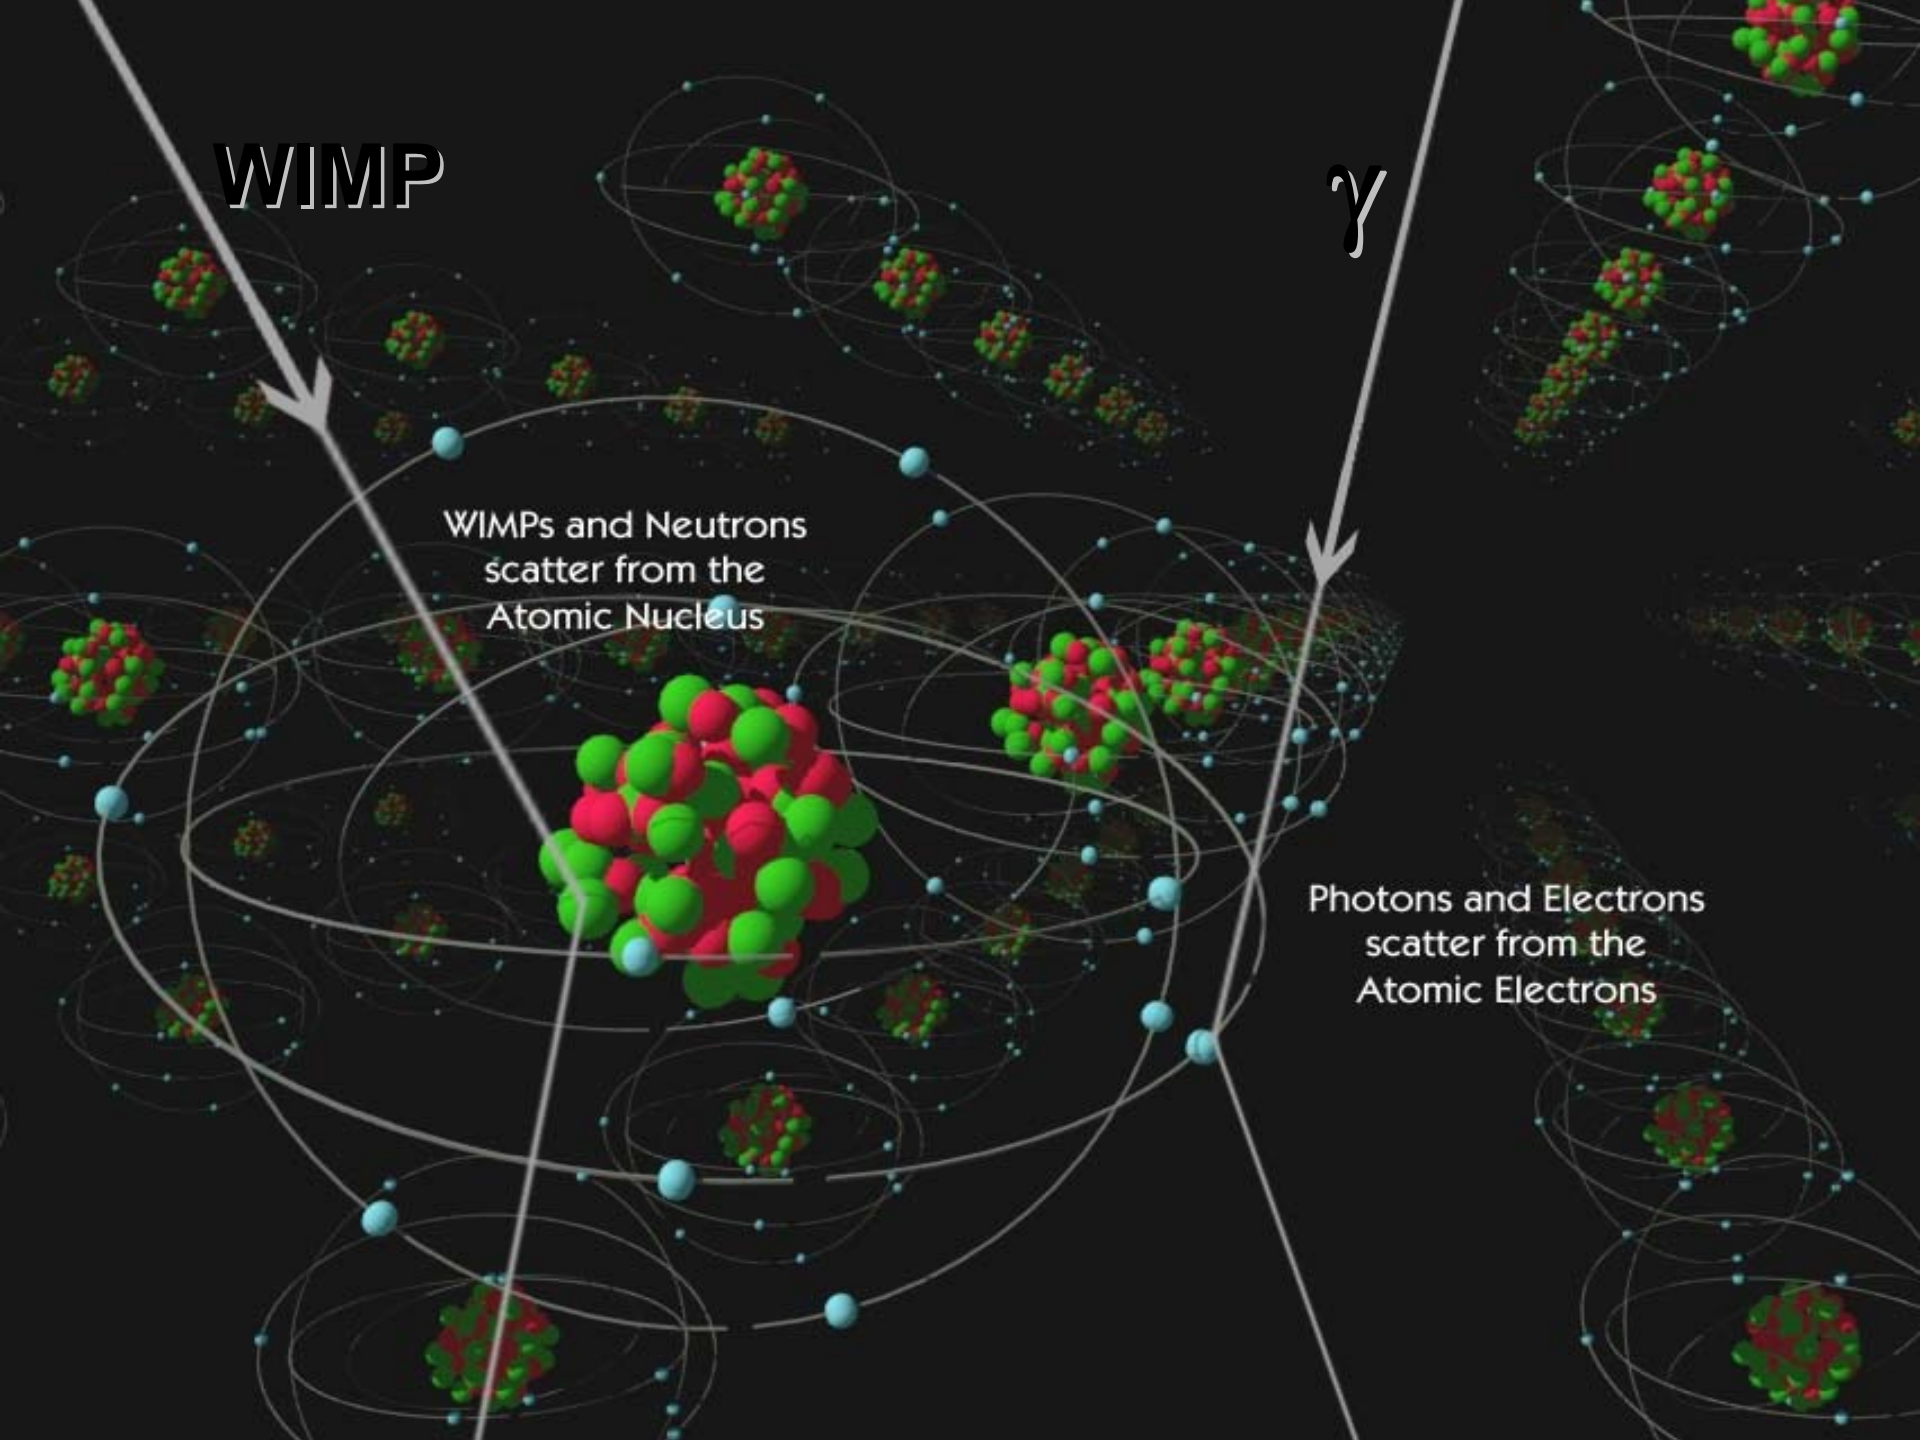 WIMP
γ
WIMPs and Neutrons
scatter from the
Atomic Nucleus
Photons and Electrons
scatter from the
Atomic Electrons